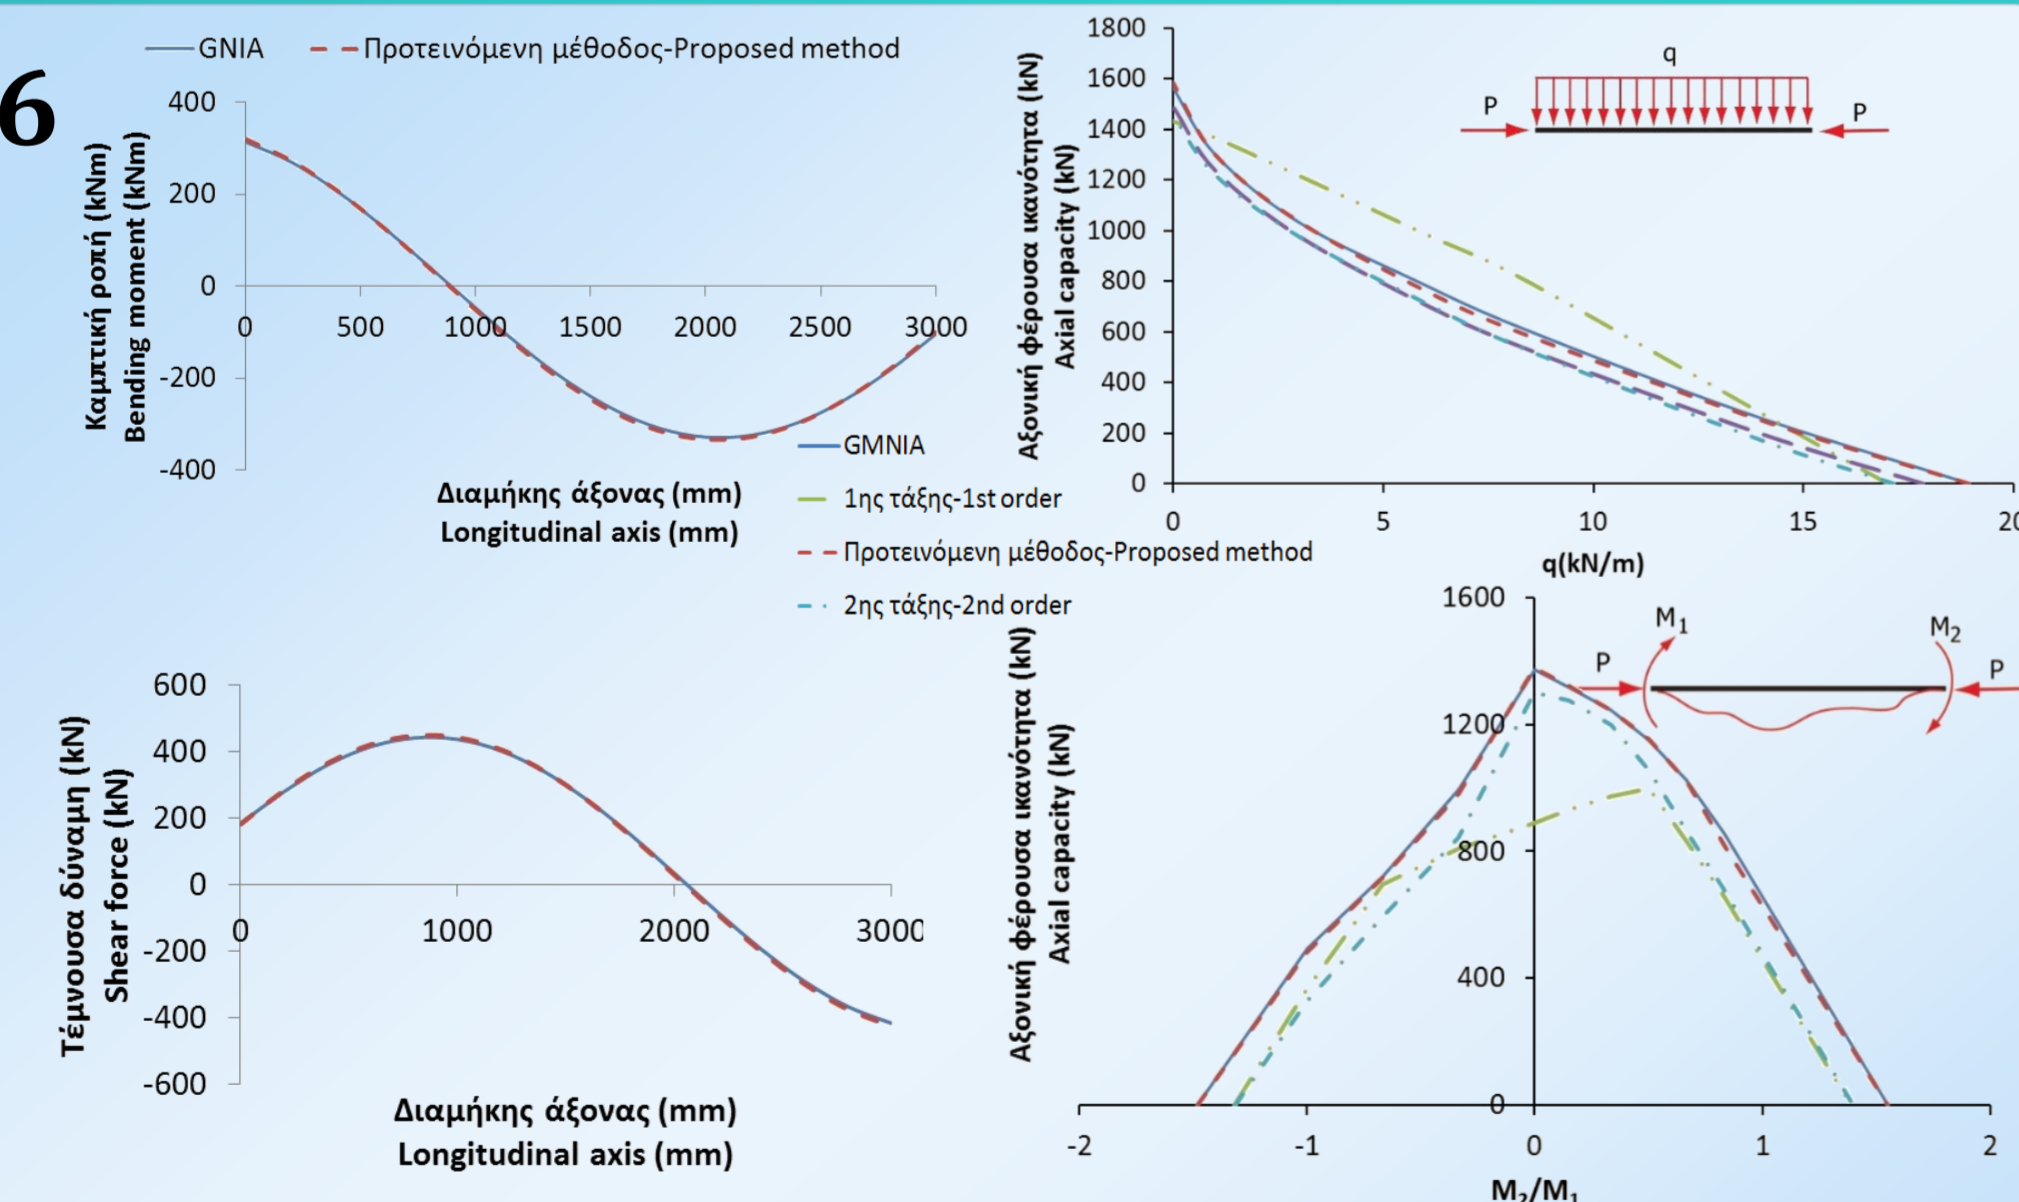 6
GNIA
Προτεινόμενη μέθοδος-Proposed method
Καμπτική ροπή (kNm)
Bending moment (kNm)
400
200
0
-200
-400
0 500 1000 1500 2000 2500 3000
Διαμήκης άξονας (mm)
Longitudinal axis (mm)
Αξονική φέρουσα ικανότητα (kN)
Axial capacity (kN)
1800
1600
1400
1200
1000
800
600
400
200
0
q
P
P
0 5 10 15 20
q(kN/m)
GMNIA
1ης τάξης-1st order
Προτεινόμενη μέθοδος-Proposed method
2ης τάξης-2nd order
Τέμνουσα δύναμη (kN)
Shear force (kN)
600
400
200
0
-200
-400
-600
0 1000 2000 3000
Διαμήκης άξονας (mm)
Longitudinal axis (mm)
Αξονική φέρουσα ικανότητα (kN)
Axial capacity (kN)
1600
1200
800
400
0
M1
M2
P
P
-2 -1 0 1 2
M2/M1